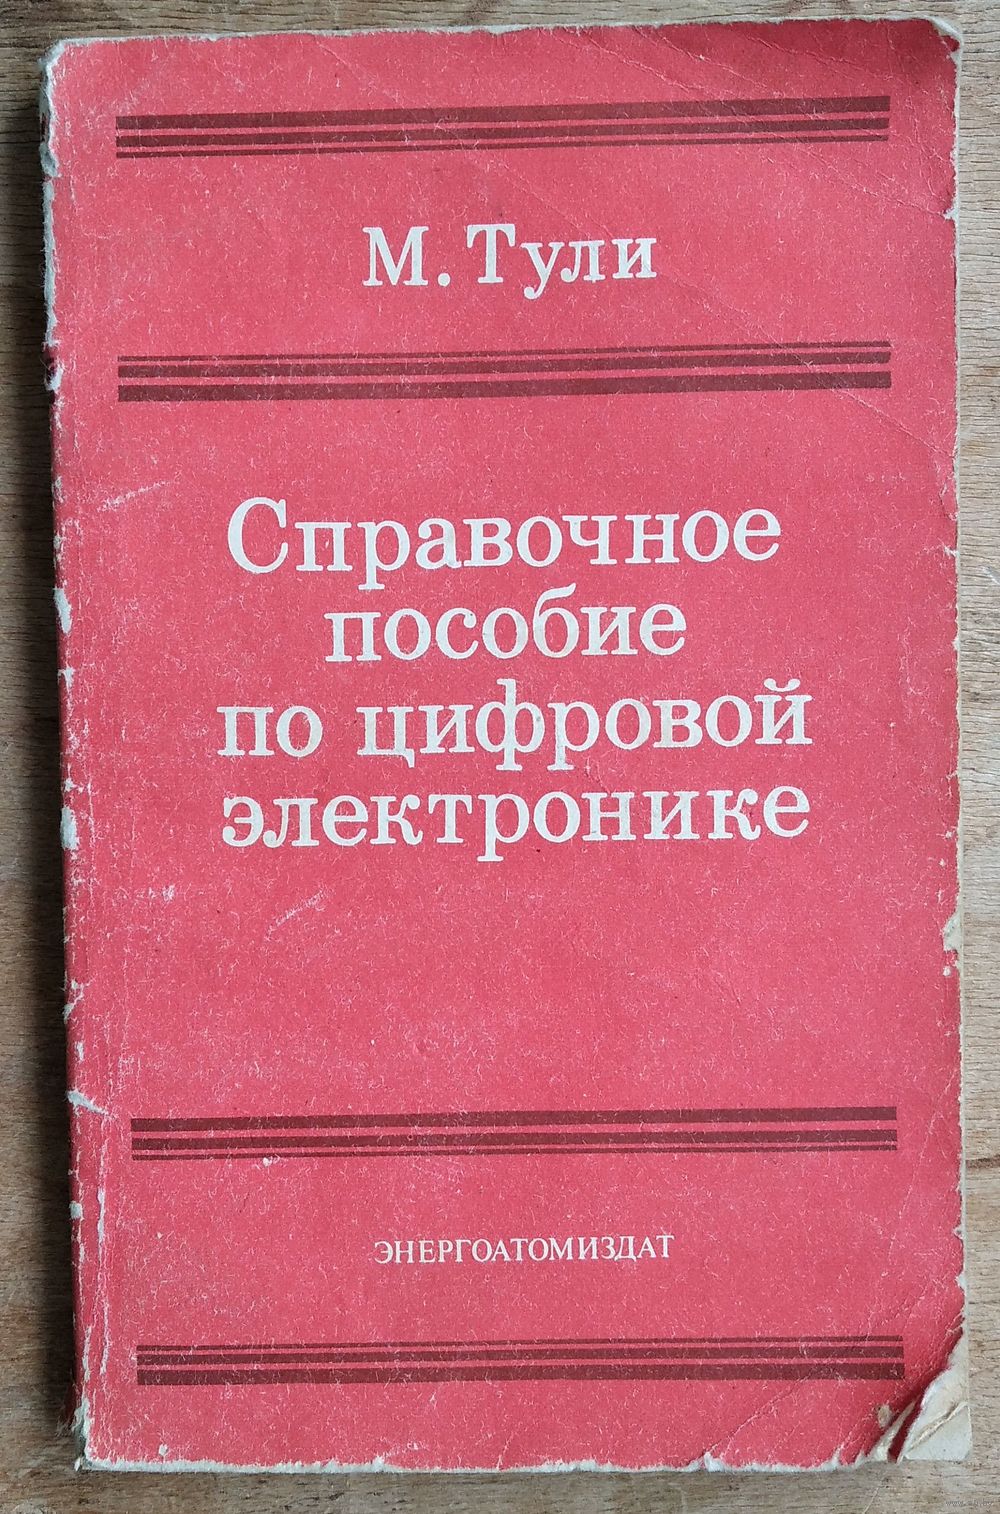 М. Тули
Справочное
пособие
по цифровой
электронике
ЭНЕРГОАТОМИЗДАТ